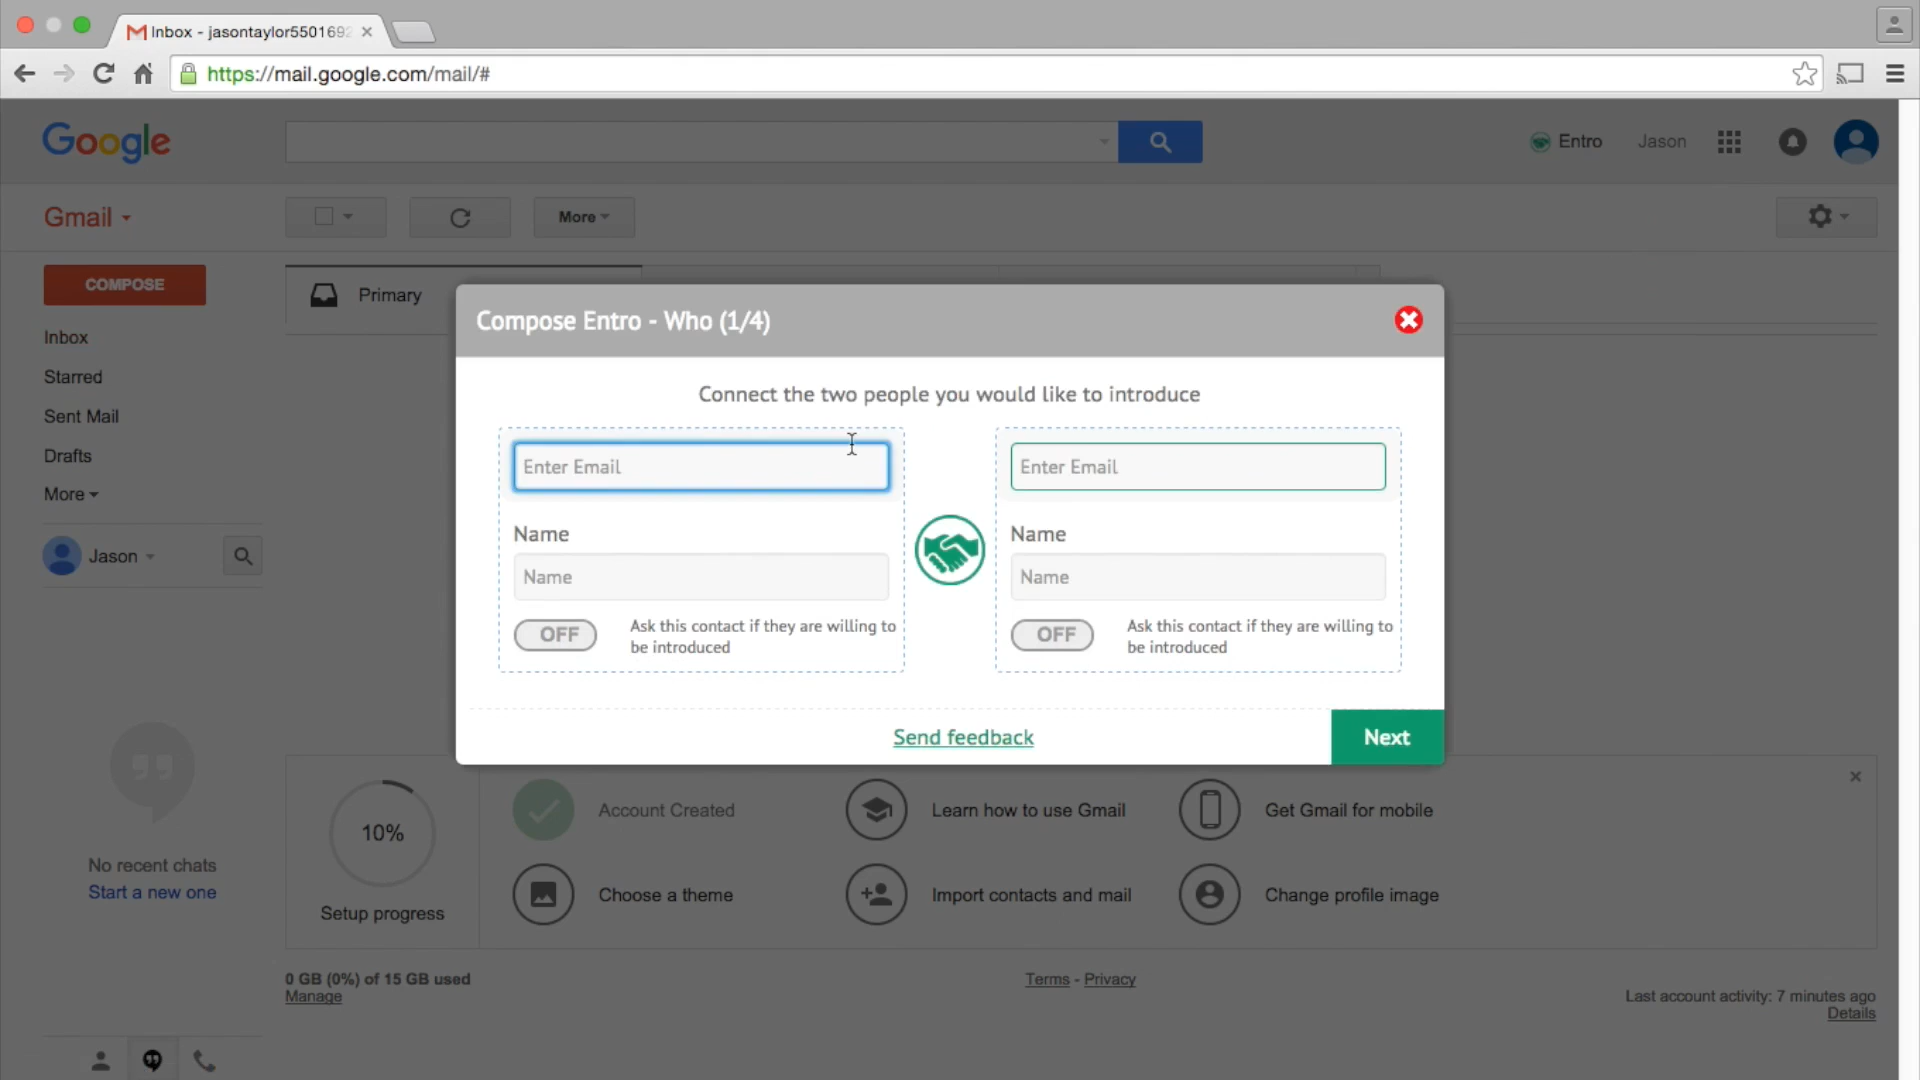 Inbox - jasontaylor5501692
https://mail.google.com/mail/#
Google
Entro
Jason
Gmail
More
COMPOSE
Primary
Inbox
Starred
Sent Mail
Drafts
More
Jason
Compose Entro - Who (1/4)
Connect the two people you would like to introduce
Enter Email
Enter Email
Name
Name
Name
Name
OFF
Ask this contact if they are willing to
be introduced
OFF
Ask this contact if they are willing to
be introduced
Send feedback
Next
No recent chats
Start a new one
10%
Setup progress
Account Created
Learn how to use Gmail
Get Gmail for mobile
Choose a theme
Import contacts and mail
Change profile image
0 GB (0%) of 15 GB used
Manage
Terms - Privacy
Last account activity: 7 minutes ago
Details